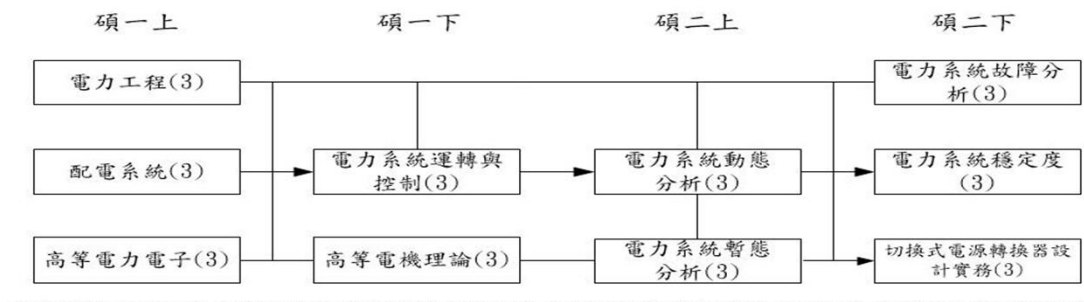 碩一上
碩一下
碩二上
碩二下
電力工程(3)
電力系統故障分
析(3)
配電系統(3)
電力系統運轉與
控制(3)
電力系統動態
分析(3)
電力系統穩定度
(3)
高等電力電子(3)
高等電機理論(3)
電力系統暫態
分析(3)
切換式電源轉換器設
計實務(3)